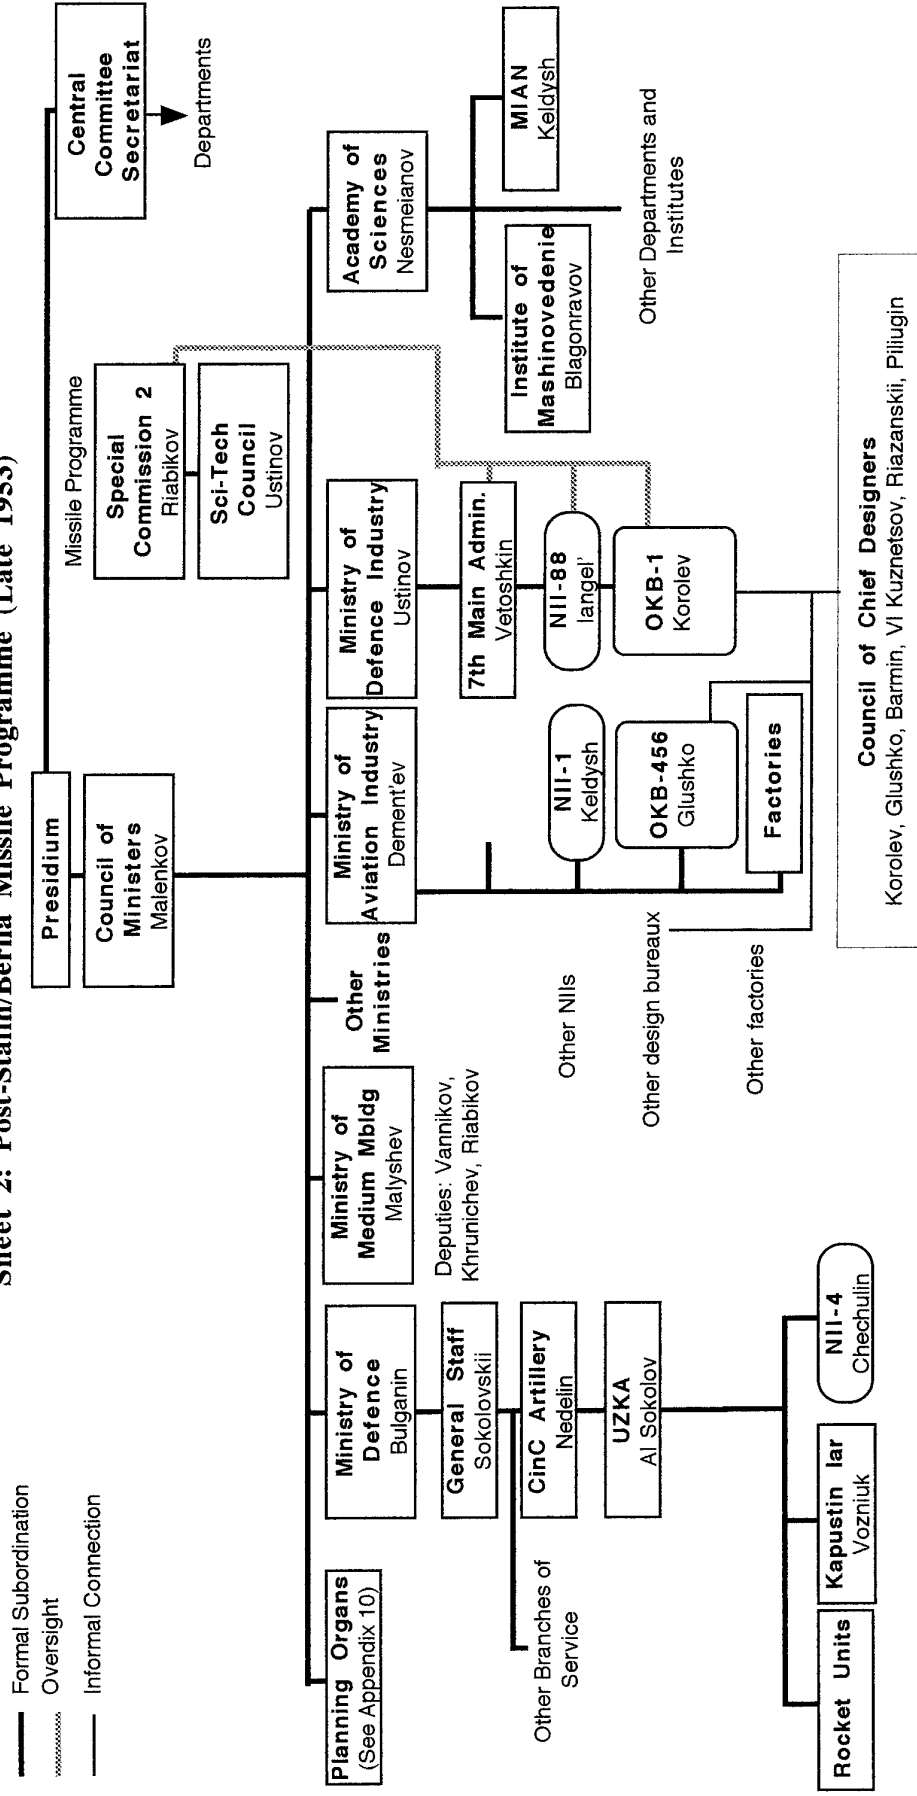 Sheet 2: Post-Stalin/Beria Missile Programme (Late 1953)
Formal Subordination
Oversight
Informal Connection
Presidium
Central
Committee
Secretariat
Departments
Council of
Ministers
Malenkov
Missile Programme
Special
Commission 2
Riabikov
Sci-Tech
Council
Ustinov
Planning Organs
(See Appendix 10)
Ministry of
Defence
Bulganin
Ministry of
Medium Mbldg
Malyshev
Other
Ministries
Ministry of
Aviation Industry
Dement'ev
Ministry of
Defence Industry
Ustinov
Academy of
Sciences
Nesmeianov
General Staff
Sokolovskii
Deputies: Vannikov,
Khrunichev, Riabikov
7th Main Admin.
Vetoshkin
Institute of
Mashinovedenie
Blagonravov
MIAN
Keldysh
Other Branches of
Service
CinC Artillery
Nedelin
Other NIIs
NII-1
Keldysh
NII-88
Iangel'
Other Departments and
Institutes
UZKA
AI Sokolov
Other design bureaux
OKB-456
Glushko
OKB-1
Korolev
Other factories
Factories
Rocket Units
Kapustin Iar
Vozniuk
NII-4
Chechulin
Council of Chief Designers
Korolev, Glushko, Barmin, VI Kuznetsov, Riazanskii, Piliugin